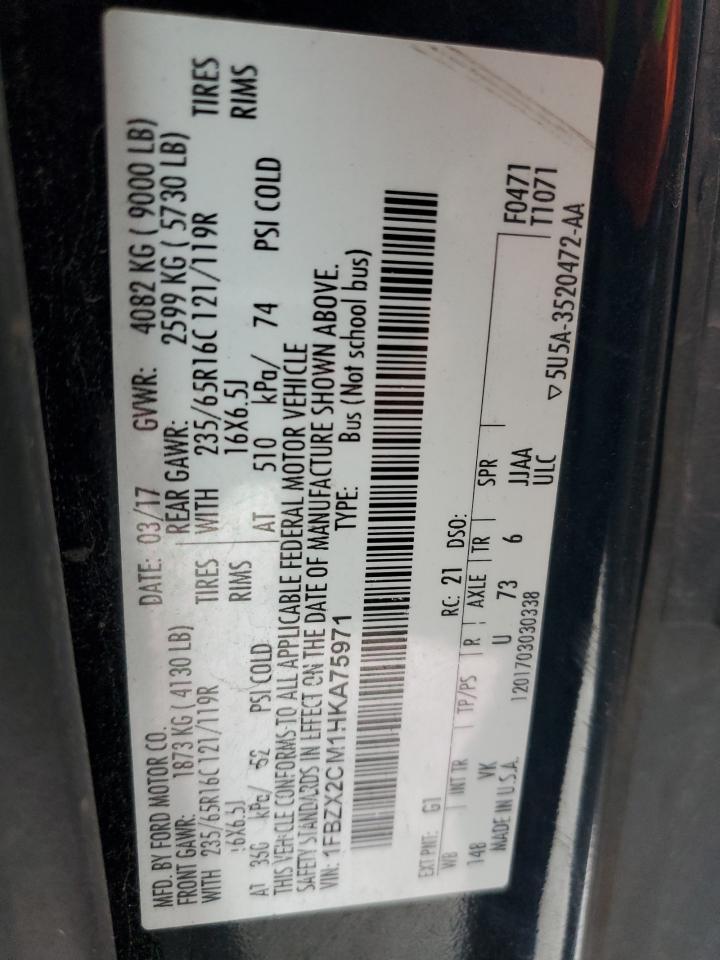 MFD. BY FORD MOTOR CO.
DATE: 03/17 GVWR: 4082 KG ( 9000 LB)
FRONT GAWR: 1873 KG ( 4130 LB)
REAR GAWR: 2599 KG ( 5730 LB)
WITH 235/65R16C 121/119R TIRES
WITH 235/65R16C 121/119R TIRES
16X6.5J RIMS
16X6.5J RIMS
AT kPa/ PSI COLD
AT 510 kPa/ 74 PSI COLD
THIS VEHICLE CONFORMS TO ALL APPLICABLE FEDERAL MOTOR VEHICLE
SAFETY STANDARDS IN EFFECT ON THE DATE OF MANUFACTURE SHOWN ABOVE.
VIN: 1FBZX2CM1HKA75971 TYPE: Bus (Not school bus)
EXT PNT: G1 RC: 21 DSO: F0471
T1071
WB INT TR TP/PS R AXLE TR SPR
148 VK U 73 6 JJAA
ULC
MADE IN U.S.A. 1201703030338 ▽5U5A-3520472-AA